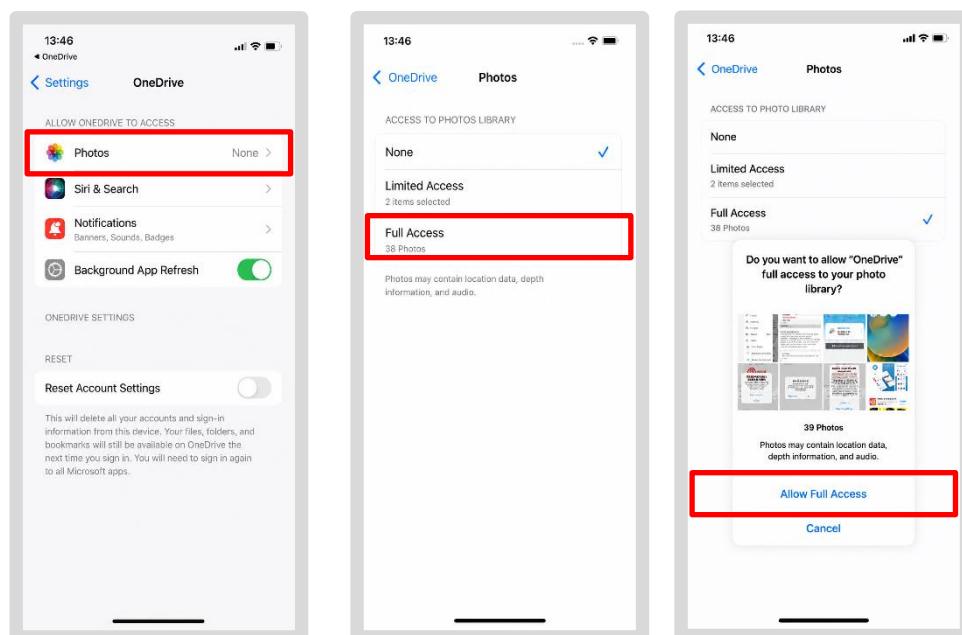 13:46
OneDrive
Settings
OneDrive
ALLOW ONEDRIVE TO ACCESS
Photos
None
Siri & Search
Notifications
Banners, Sounds, Badges
Background App Refresh
ONEDRIVE SETTINGS
RESET
Reset Account Settings
This will delete all your accounts and sign-in
information from this device. Your files, folders, and
bookmarks will still be available on OneDrive the
next time you sign in. You will need to sign in again
to all Microsoft apps.
13:46
OneDrive
Photos
ACCESS TO PHOTOS LIBRARY
None
Limited Access
2 items selected
Full Access
38 Photos
Photos may contain location data, depth
information, and audio.
13:46
OneDrive
Photos
ACCESS TO PHOTO LIBRARY
None
Limited Access
2 items selected
Full Access
38 Photos
Do you want to allow "OneDrive"
full access to your photo
library?
39 Photos
Photos may contain location data,
depth information, and audio.
Allow Full Access
Cancel